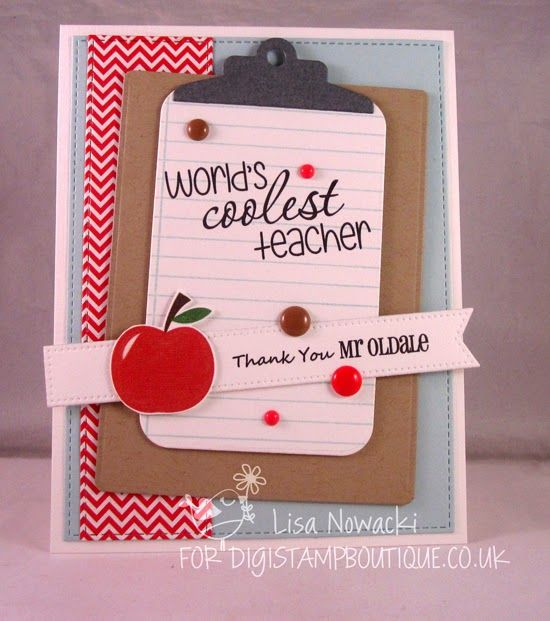 World's
coolest
teacher
Thank You Mr Oldale
Lisa Nowacki
FOR DIGISTAMPBOUTIQUE.CO.UK